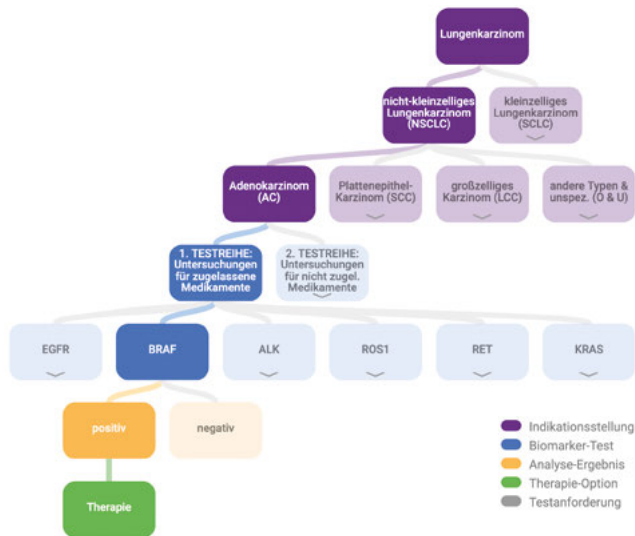 Lungenkarzinom
nicht-kleinzelliges
Lungenkarzinom
(NSCLC)
kleinzelliges
Lungenkarzinom
(SCLC)
Adenokarzinom
(AC)
Plattenepithel-
Karzinom (SCC)
großzelliges
Karzinom (LCC)
andere Typen &
unspez. (O & U)
1. TESTREIHE:
Untersuchungen
für zugelassene
Medikamente
2. TESTREIHE:
Untersuchungen
für nicht zugel.
Medikamente
EGFR
BRAF
ALK
ROS1
RET
KRAS
positiv
negativ
Therapie
Indikationsstellung
Biomarker-Test
Analyse-Ergebnis
Therapie-Option
Testanforderung